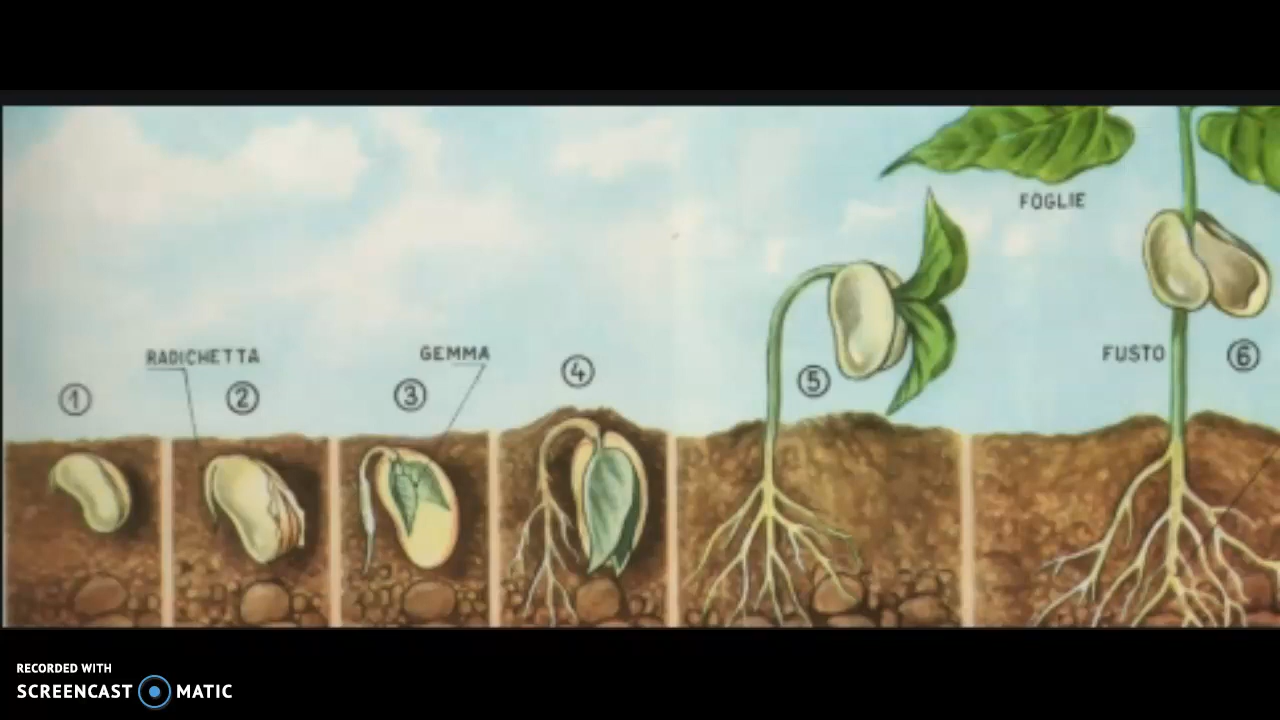 FOGLIE
RADICHETTA
GEMMA
FUSTO
1
2
3
4
5
6
RECORDED WITH
SCREENCAST MATIC